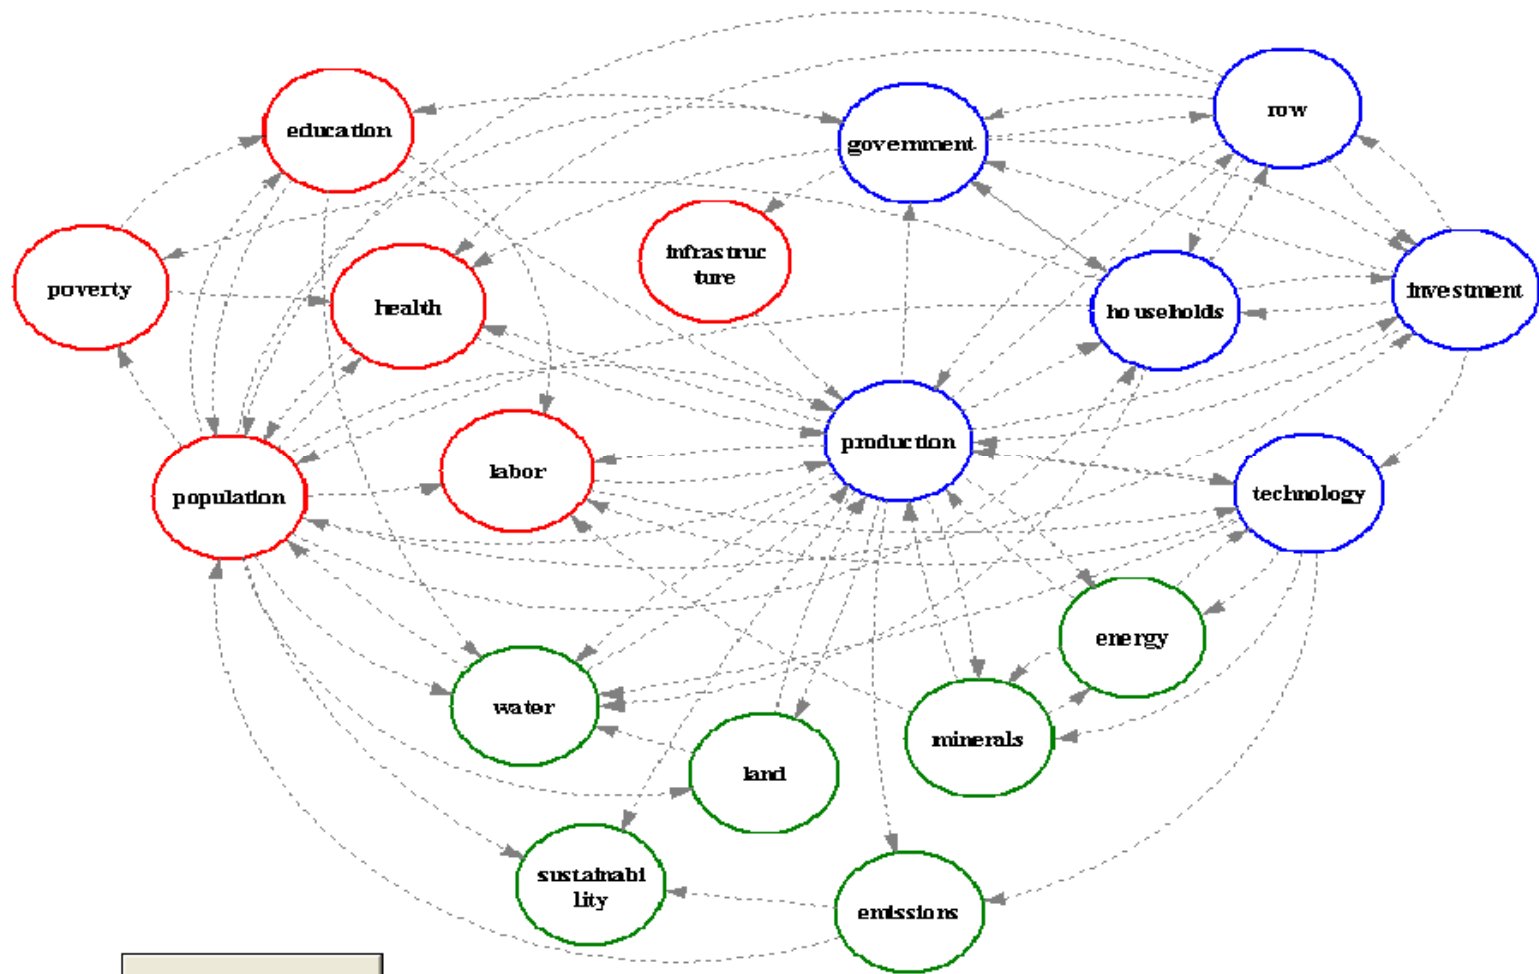 row
education
government
infrastruc
ture
poverty
health
households
investment
production
labor
population
technology
energy
water
minerals
land
sustainabi
lity
emissions